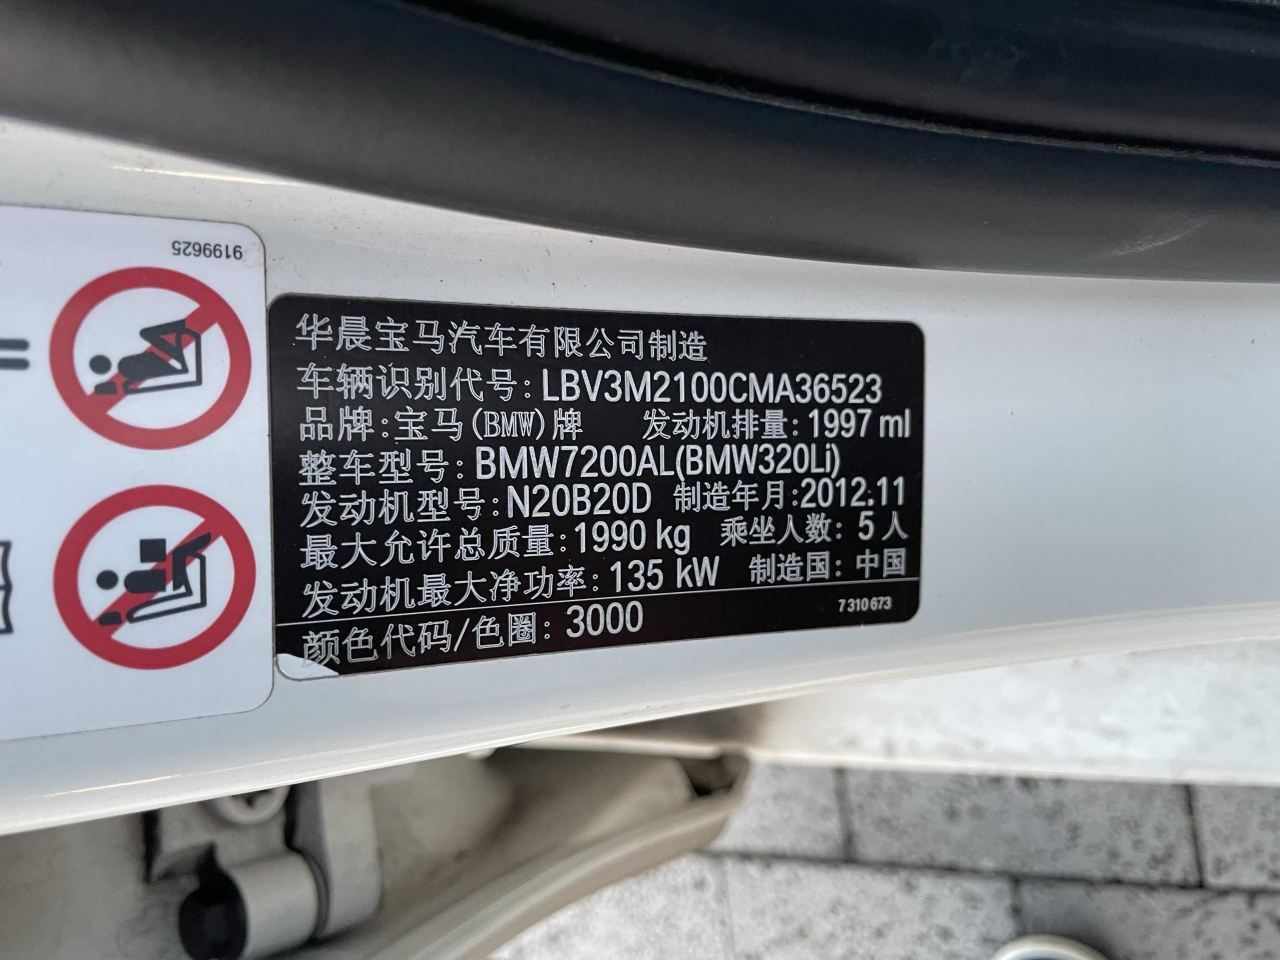 9199625
华晨宝马汽车有限公司制造
车辆识别代号: LBV3M2100CMA36523
品牌:宝马(BMW)牌 发动机排量: 1997 ml
整车型号: BMW7200AL(BMW320Li)
发动机型号: N20B20D 制造年月:2012.11
最大允许总质量:1990 kg 乘坐人数: 5 人
发动机最大净功率: 135 kW 制造国: 中国
颜色代码/色圈: 3000 7 310 673